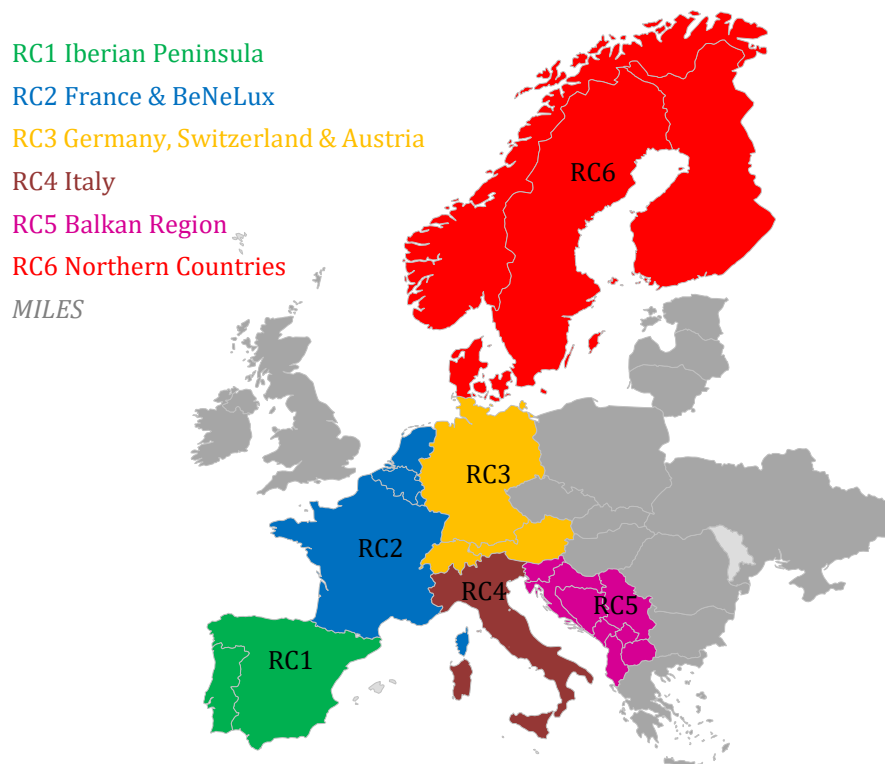 RC1 Iberian Peninsula
RC2 France & BeNeLux
RC3 Germany, Switzerland & Austria
RC4 Italy
RC5 Balkan Region
RC6 Northern Countries
MILES
RC6
RC3
RC2
RC4
RC5
RC1